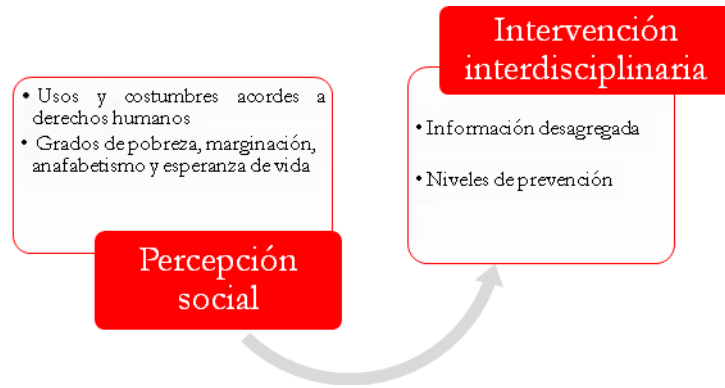 • Usos y costumbres acordes a
derechos humanos
• Grados de pobreza, marginación,
anafabetismo y esperanza de vida
Percepción
social
Intervención
interdisciplinaria
• Información desagregada
• Niveles de prevención